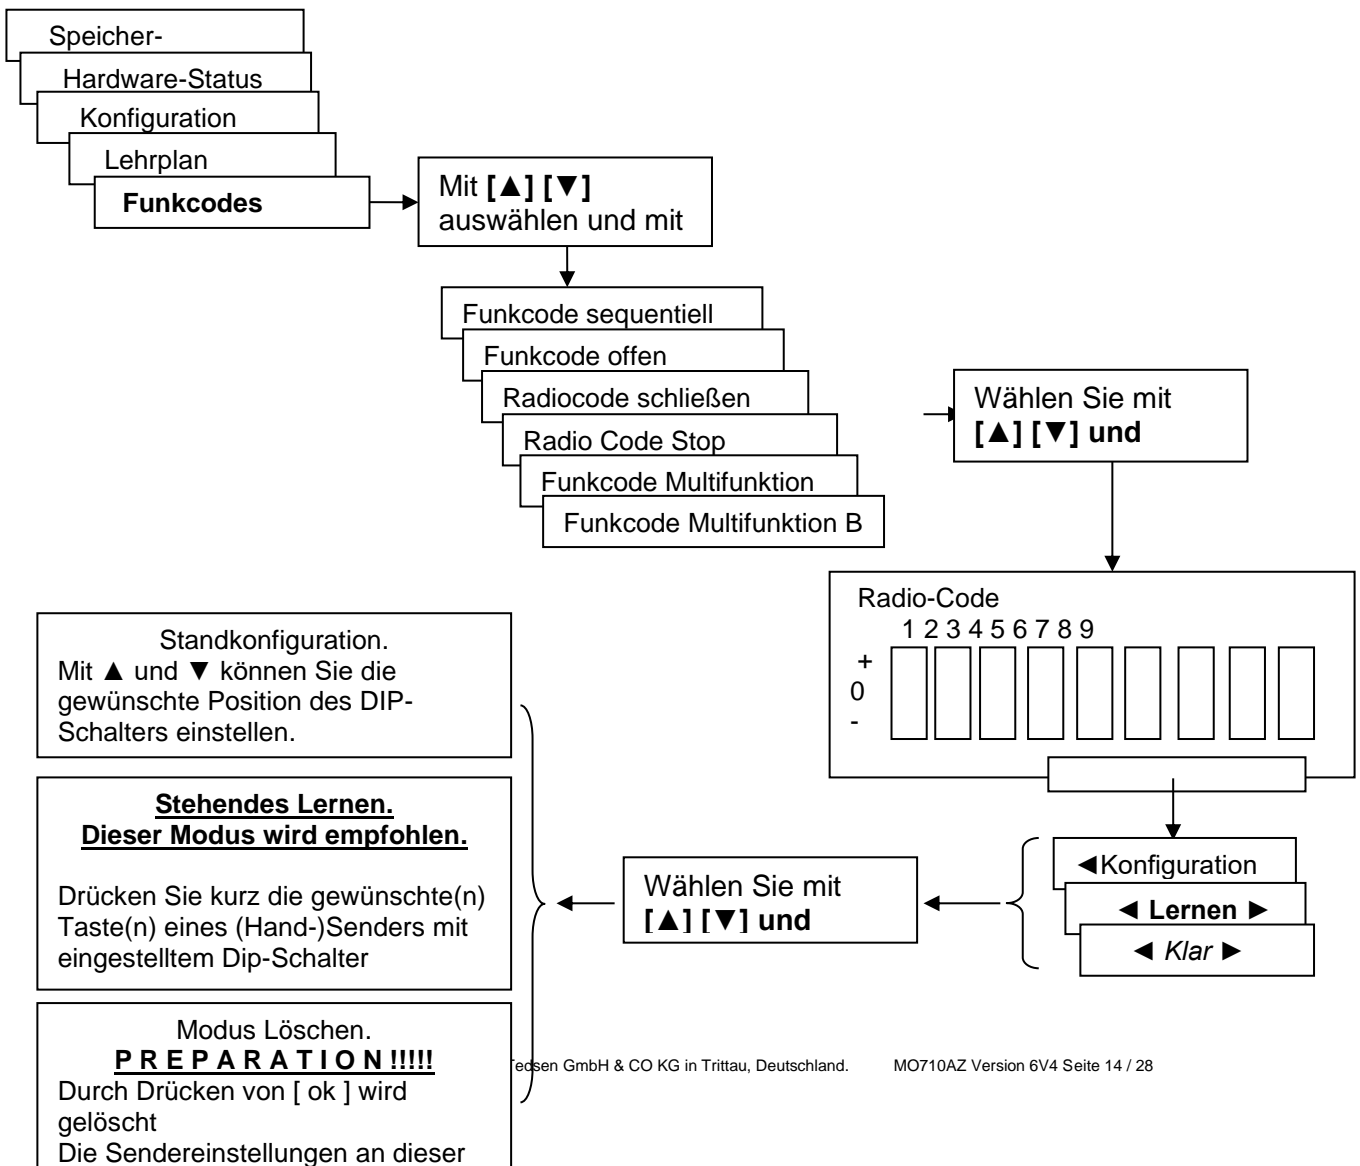 Speicher-
Hardware-Status
Konfiguration
Lehrplan
Funkcodes
Mit [▲] [▼]
auswählen und mit
Funkcode sequentiell
Funkcode offen
Radiocode schließen
Radio Code Stop
Funkcode Multifunktion
Funkcode Multifunktion B
Wählen Sie mit
[▲] [▼] und
Radio-Code
1 2 3 4 5 6 7 8 9
+
0
-
◄Konfiguration
◄ Lernen ►
◄ Klar ►
Wählen Sie mit
[▲] [▼] und
Standkonfiguration.
Mit ▲ und ▼ können Sie die
gewünschte Position des DIP-
Schalters einstellen.
Stehendes Lernen.
Dieser Modus wird empfohlen.
Drücken Sie kurz die gewünschte(n)
Taste(n) eines (Hand-)Senders mit
eingestelltem Dip-Schalter
Modus Löschen.
P R E P A R A T I O N !!!!!
Durch Drücken von [ ok ] wird
gelöscht
Die Sendereinstellungen an dieser
Tedsen GmbH & CO KG in Trittau, Deutschland. MO710AZ Version 6V4 Seite 14 / 28